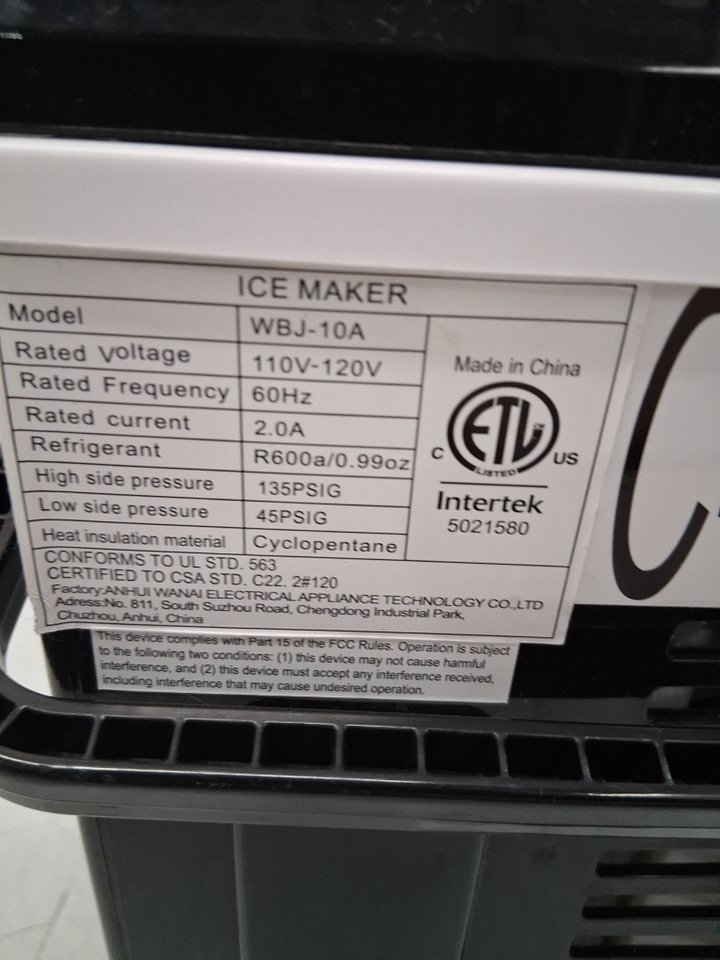 ICE MAKER
Model WBJ-10A
Rated Voltage 110V-120V
Rated Frequency 60Hz
Rated current 2.0A
Refrigerant R600a/0.99oz
High side pressure 135PSIG
Low side pressure 45PSIG
Heat insulation material Cyclopentane
Made in China
ETL
C US
LISTED
Intertek
5021580
CONFORMS TO UL STD. 563
CERTIFIED TO CSA STD. C22. 2#120
Factory:ANHUI WANAI ELECTRICAL APPLIANCE TECHNOLOGY CO.,LTD
Adress:No. 811, South Suzhou Road, Chengdong Industrial Park,
Chuzhou, Anhui, China
This device complies with Part 15 of the FCC Rules. Operation is subject
to the following two conditions: (1) this device may not cause harmful
interference, and (2) this device must accept any interference received,
including interference that may cause undesired operation.